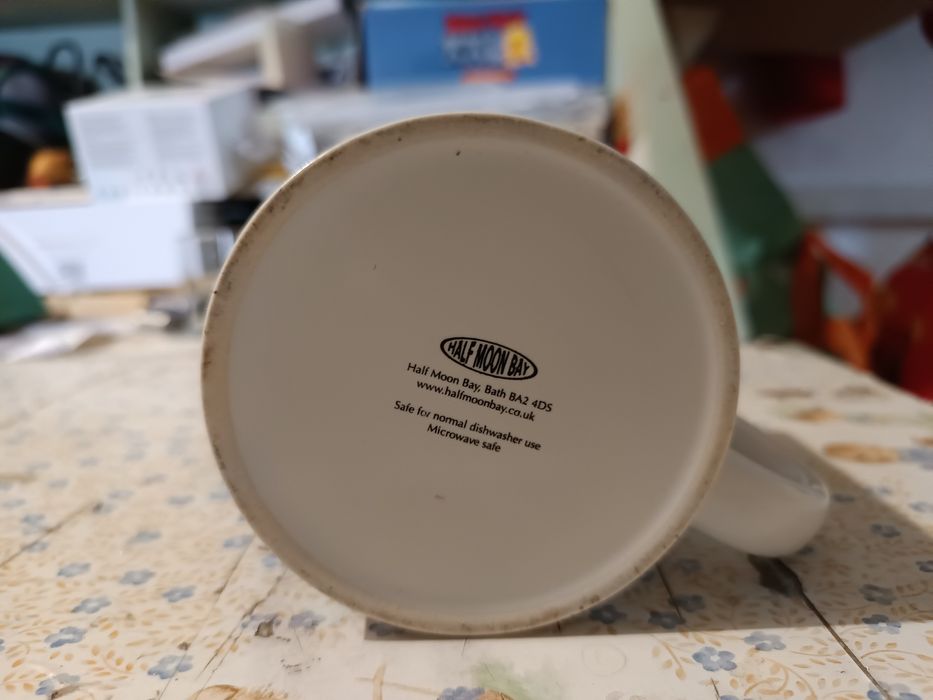 HALF MOON BAY
Half Moon Bay, Bath BA2 4DS
www.halfmoonbay.co.uk
Safe for normal dishwasher use
Microwave safe